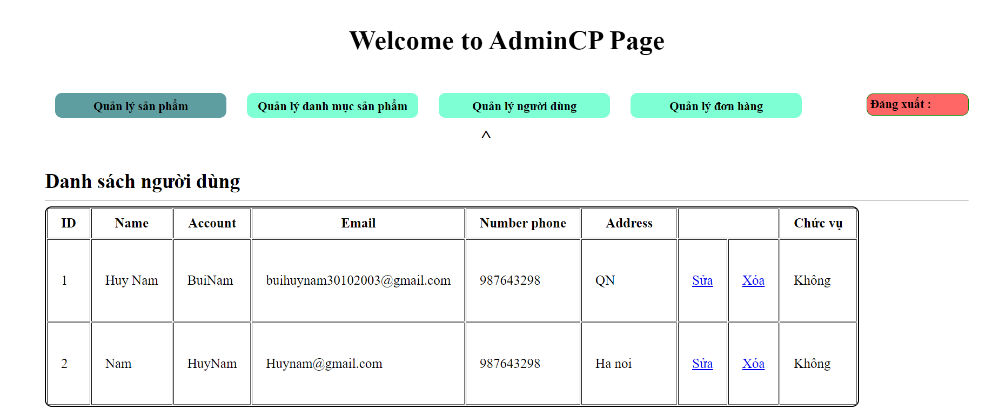 Welcome to AdminCP Page
Quản lý sản phẩm Quản lý danh mục sản phẩm Quản lý người dùng Quản lý đơn hàng Đăng xuất :
^
Danh sách người dùng
ID Name Account Email Number phone Address Chức vụ
1 Huy Nam BuiNam buihuynam30102003@gmail.com 987643298 QN Sửa Xóa Không
2 Nam HuyNam Huynam@gmail.com 987643298 Ha noi Sửa Xóa Không